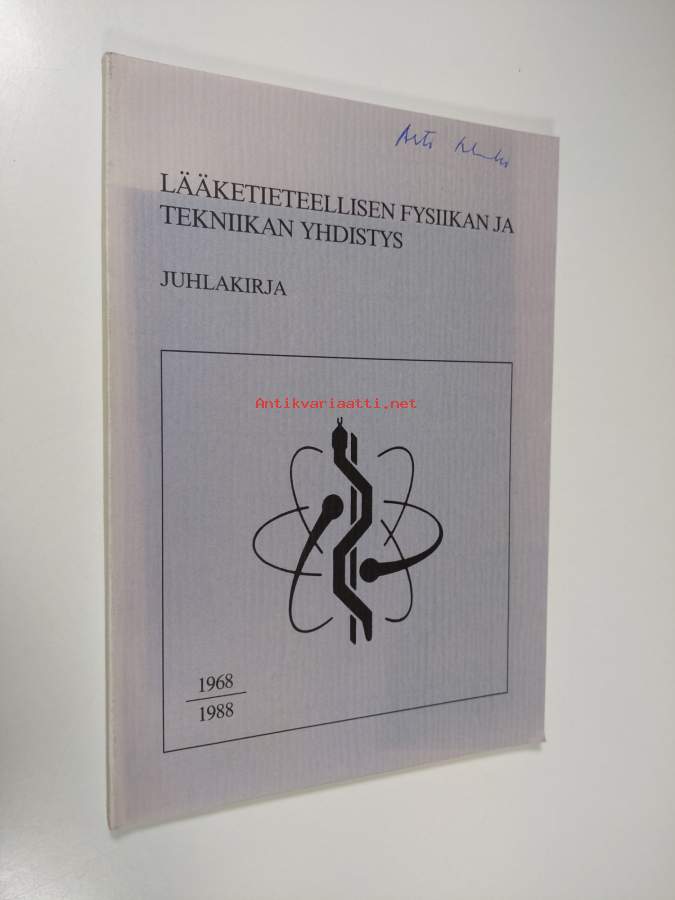 LÄÄKETIETEELLISEN FYSIIKAN JA
TEKNIIKAN YHDISTYS
JUHLAKIRJA
Antikvariaatti.net
1968
1988